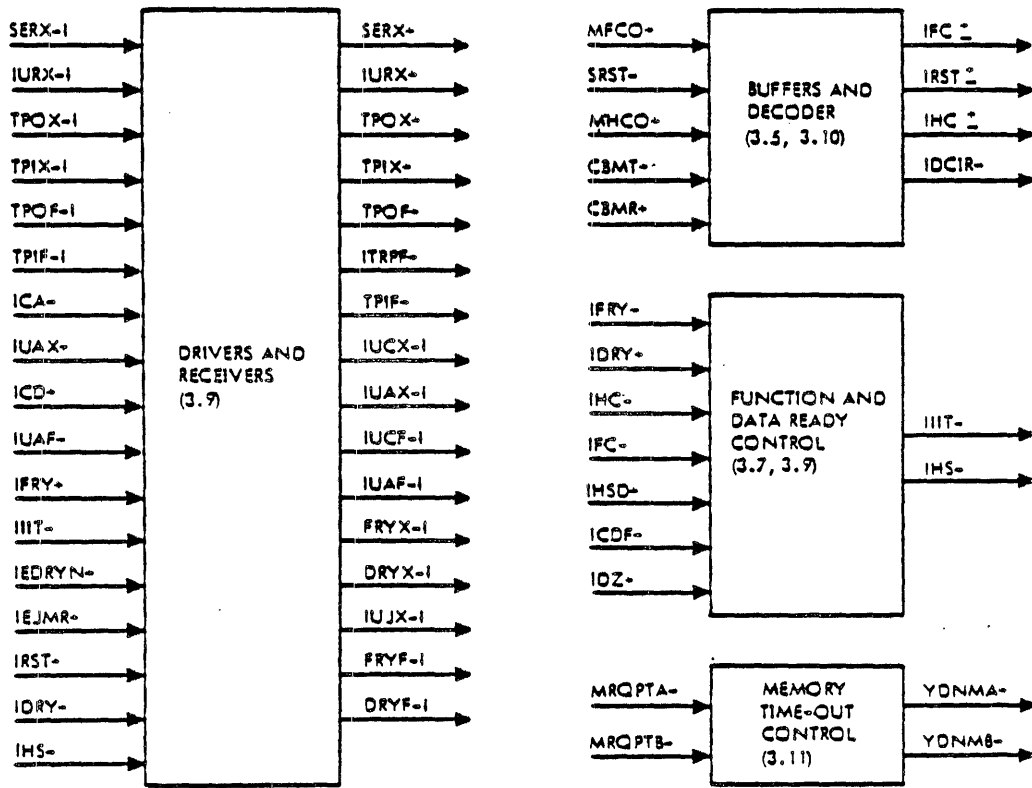 SERX-I
IURX-I
TPOX-I
TPIX-I
TPOF-I
TPIF-I
ICA-
IUAX+
ICD+
IUAF-
IFRY+
IIIT-
IEDRYN+
IEJMR+
IRST-
IDRY-
IHS-
DRIVERS AND
RECEIVERS
(3.9)
SERX+
IURX+
TPOX+
TPIX+
TPOF+
ITRPF-
TPIF+
IUCX-I
IUAX-I
IUCF-I
IUAF-I
FRYX-I
DRYX-I
IUJX-I
FRYF-I
DRYF-I
MFCO+
SRST-
MHCO+
CBMT+
CBMR+
BUFFERS AND
DECODER
(3.5, 3.10)
IFC ±
IRST ±
IHC ±
IDCIR-
IFRY-
IDRY+
IHC-
IFC-
IHSD+
ICDF-
IDZ+
FUNCTION AND
DATA READY
CONTROL
(3.7, 3.9)
IIIT-
IHS-
MRQPTA-
MRQPTB-
MEMORY
TIME-OUT
CONTROL
(3.11)
YDNMA-
YDNMB-